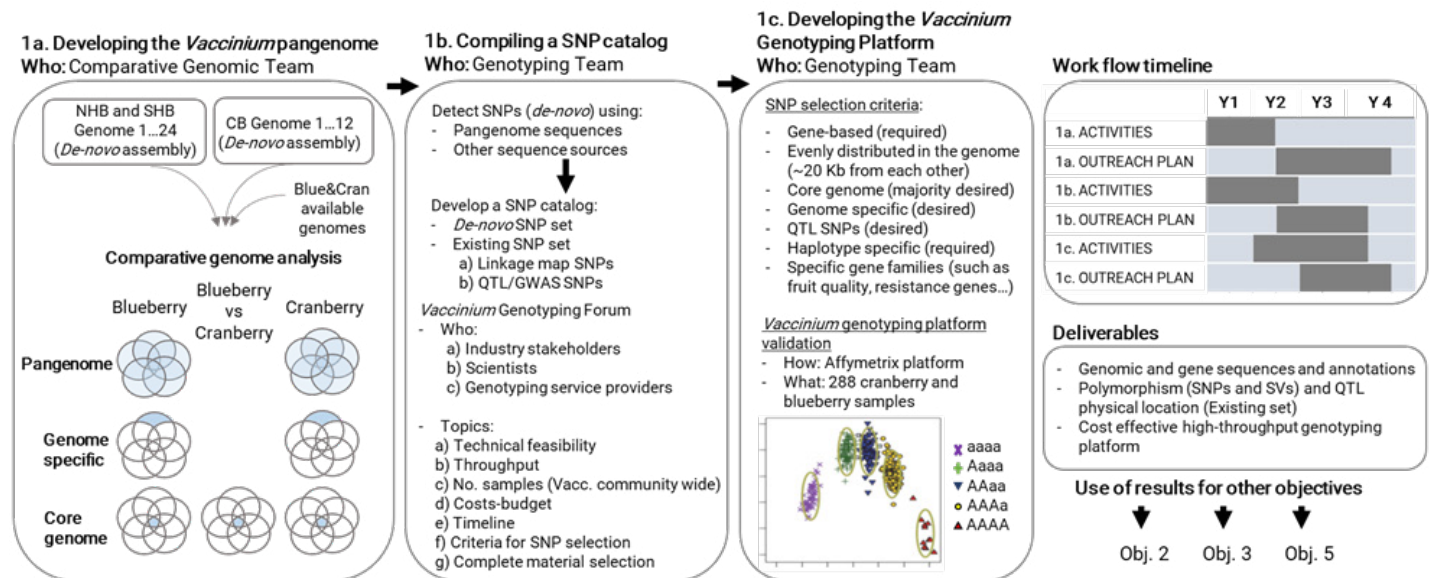 1a. Developing the Vaccinium pangenome
Who: Comparative Genomic Team
NHB and SHB
Genome 1...24
(De-novo assembly)
CB Genome 1...12
(De-novo assembly)
Blue&Cran
available
genomes
Comparative genome analysis
Blueberry
Blueberry
vs
Cranberry
Cranberry
Pangenome
Genome
specific
Core
genome
1b. Compiling a SNP catalog
Who: Genotyping Team
Detect SNPs (de-novo) using:
- Pangenome sequences
- Other sequence sources
Develop a SNP catalog:
- De-novo SNP set
- Existing SNP set
a) Linkage map SNPs
b) QTL/GWAS SNPs
Vaccinium Genotyping Forum
- Who:
a) Industry stakeholders
b) Scientists
c) Genotyping service providers
- Topics:
a) Technical feasibility
b) Throughput
c) No. samples (Vacc. community wide)
d) Costs-budget
e) Timeline
f) Criteria for SNP selection
g) Complete material selection
1c. Developing the Vaccinium
Genotyping Platform
Who: Genotyping Team
SNP selection criteria:
- Gene-based (required)
- Evenly distributed in the genome
(~20 Kb from each other)
- Core genome (majority desired)
- Genome specific (desired)
- QTL SNPs (desired)
- Haplotype specific (required)
- Specific gene families (such as
fruit quality, resistance genes...)
Vaccinium genotyping platform
validation
- How: Affymetrix platform
- What: 288 cranberry and
blueberry samples
aaaa
Aaaa
AAaa
AAAa
AAAA
Work flow timeline
Y1 Y2 Y3 Y 4
1a. ACTIVITIES
1a. OUTREACH PLAN
1b. ACTIVITIES
1b. OUTREACH PLAN
1c. ACTIVITIES
1c. OUTREACH PLAN
Deliverables
- Genomic and gene sequences and annotations
- Polymorphism (SNPs and SVs) and QTL
physical location (Existing set)
- Cost effective high-throughput genotyping
platform
Use of results for other objectives
Obj. 2 Obj. 3 Obj. 5